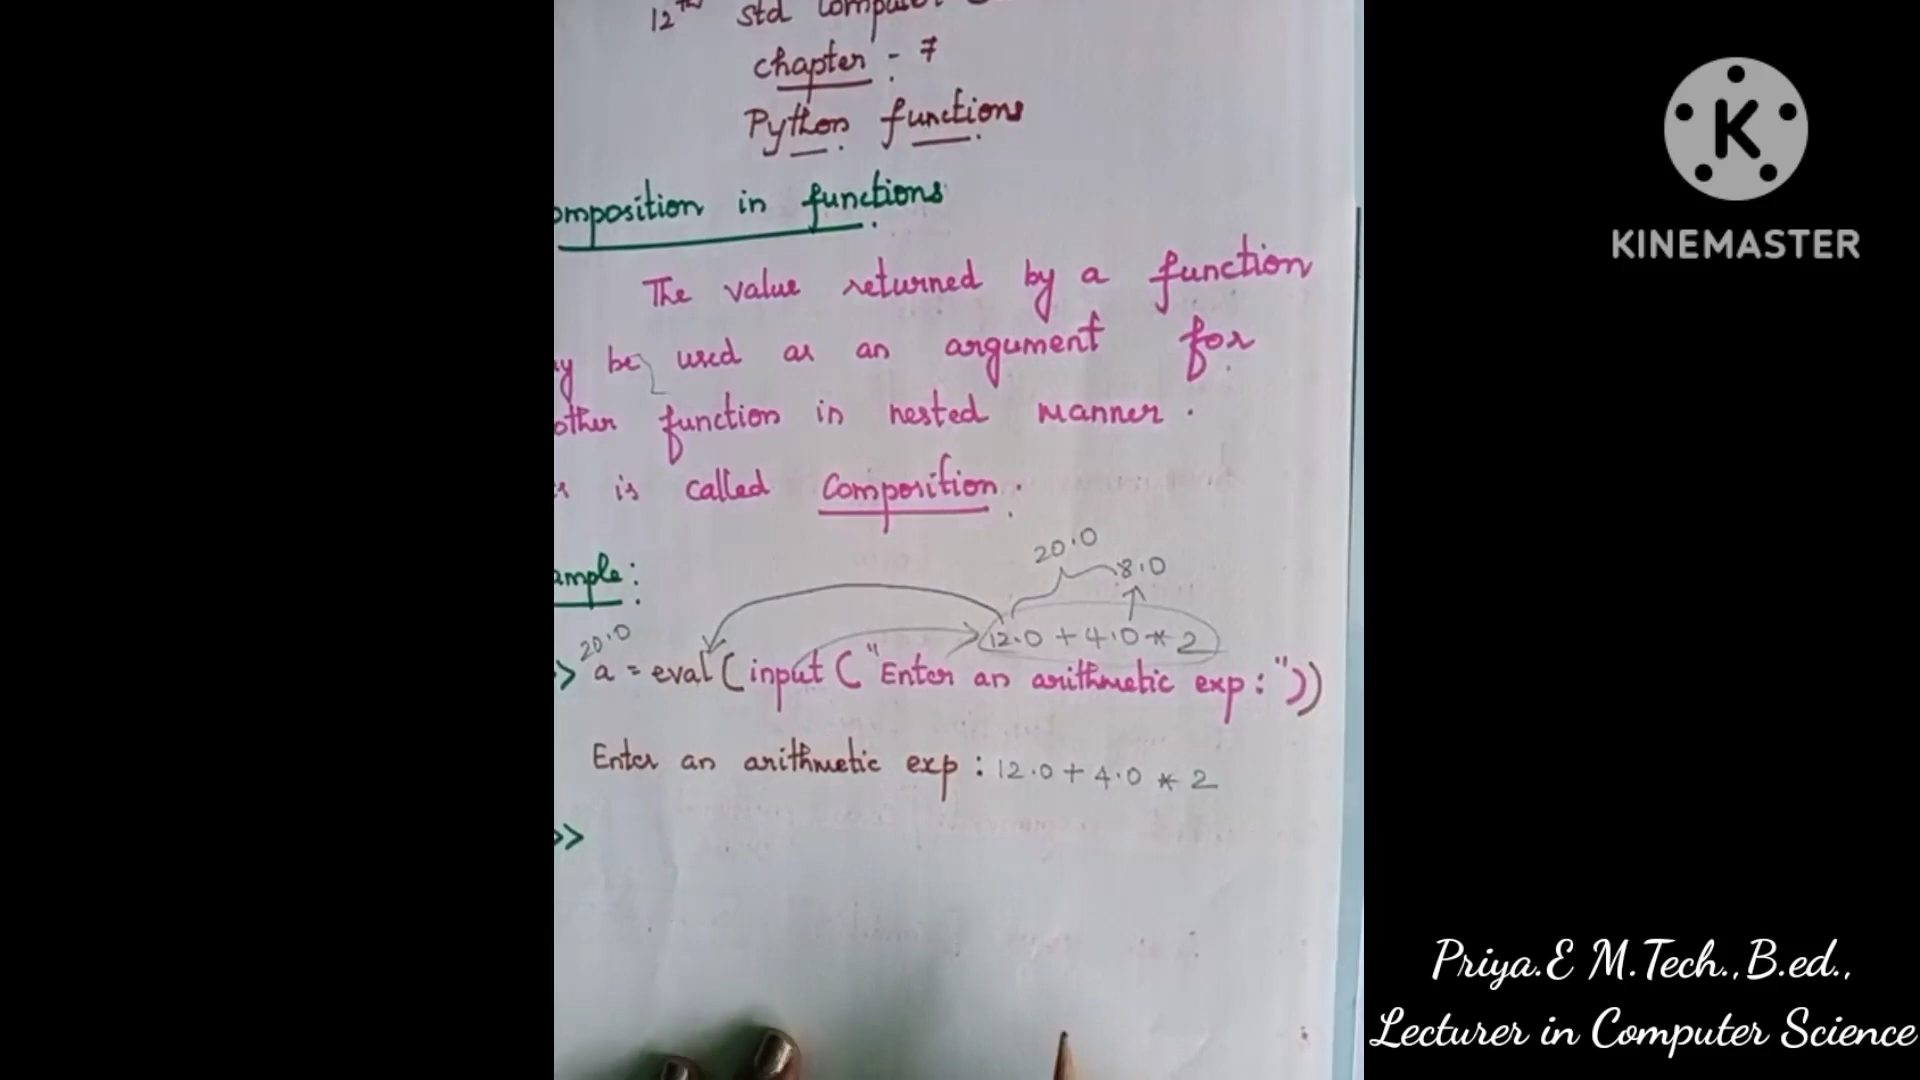 12th std
chapter - 7
Python functions
omposition in functions
The value returned by a function
y be used as an argument for
other function in nested manner.
is called Composition.
20.0
8.0
ample:
20.0
12.0 + 4.0 * 2
> a = eval (input ("Enter an arithmetic exp:"))
Enter an arithmetic exp : 12.0 + 4.0 * 2
>>
KINEMASTER
Priya.E M.Tech.,B.ed.,
Lecturer in Computer Science